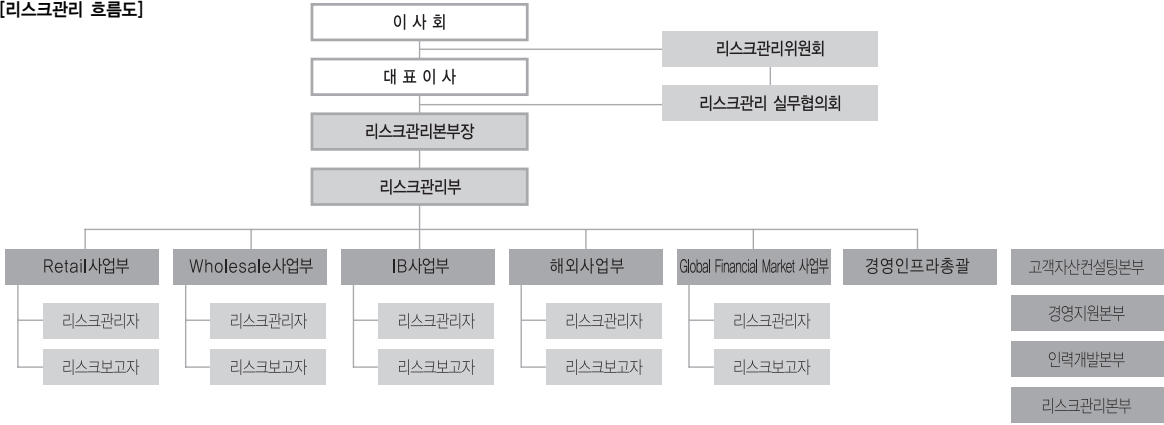 [리스크관리 흐름도]
이 사 회
리스크관리위원회
대 표 이 사
리스크관리 실무협의회
리스크관리본부장
리스크관리부
Retail사업부
Wholesale사업부
IB사업부
해외사업부
Global Financial Market 사업부
경영인프라총괄
고객자산컨설팅본부
리스크관리자
리스크관리자
리스크관리자
리스크관리자
리스크관리자
경영지원본부
리스크보고자
리스크보고자
리스크보고자
리스크보고자
리스크보고자
인력개발본부
리스크관리본부